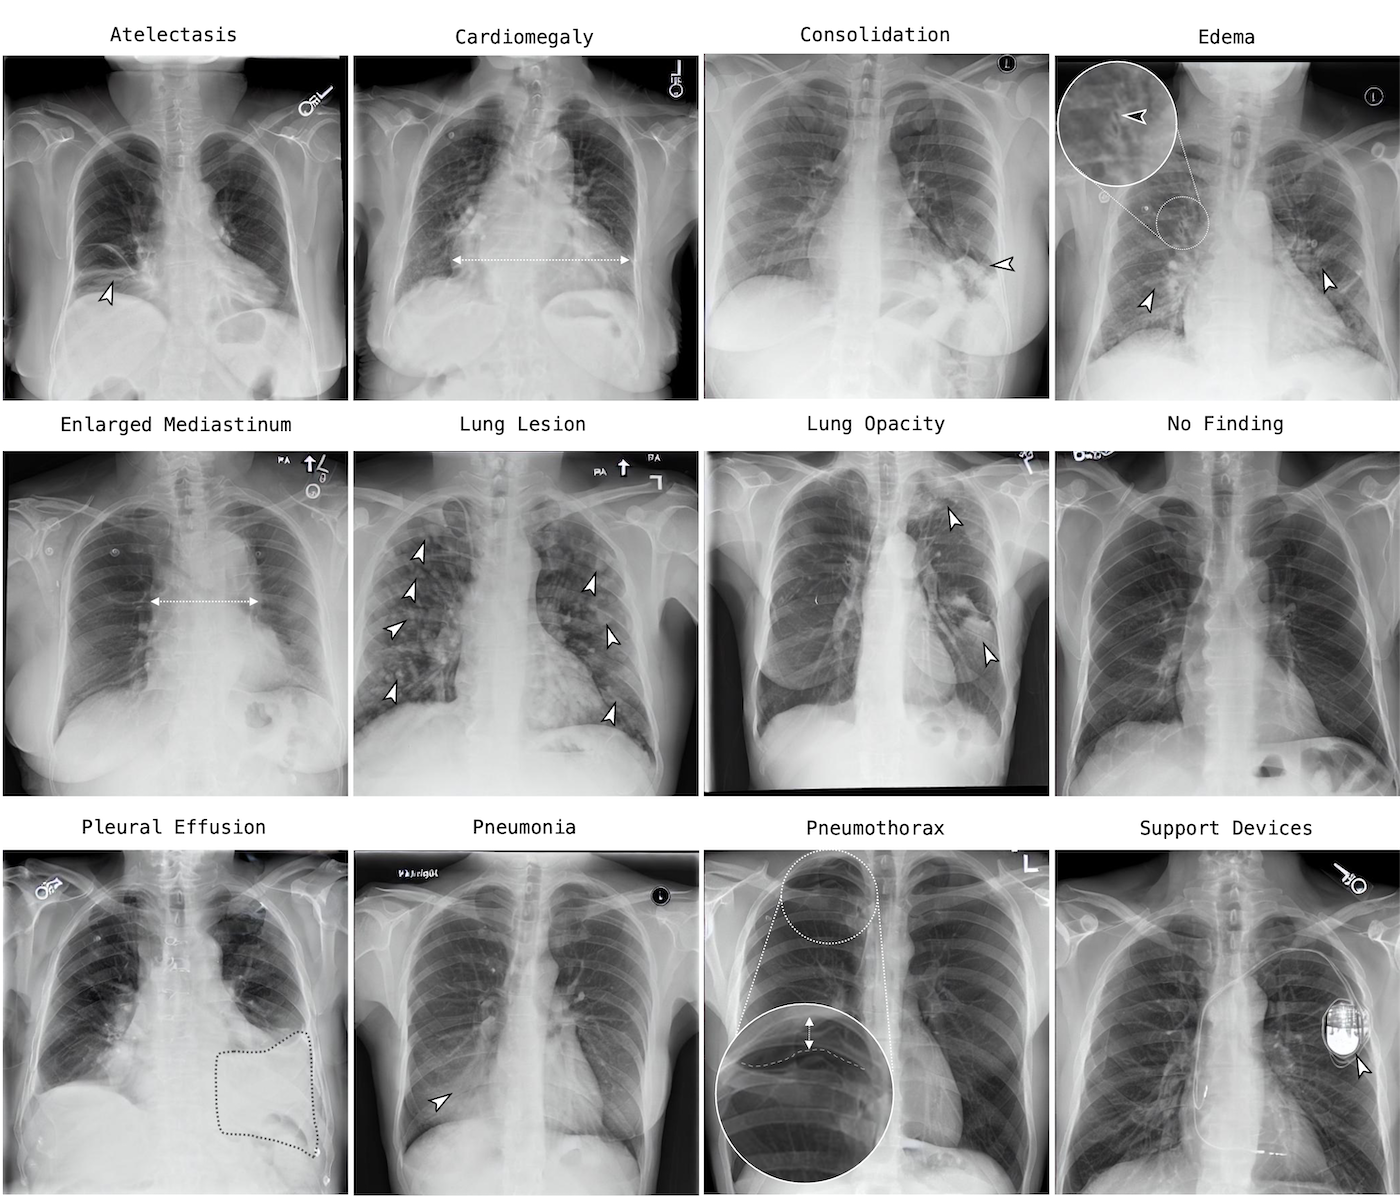 Atelectasis
Cardiomegaly
Consolidation
Edema
L
L
L
L
Enlarged Mediastinum
Lung Lesion
Lung Opacity
No Finding
PA
L
PA
PA
L
Pleural Effusion
Pneumonia
Pneumothorax
Support Devices
L
L